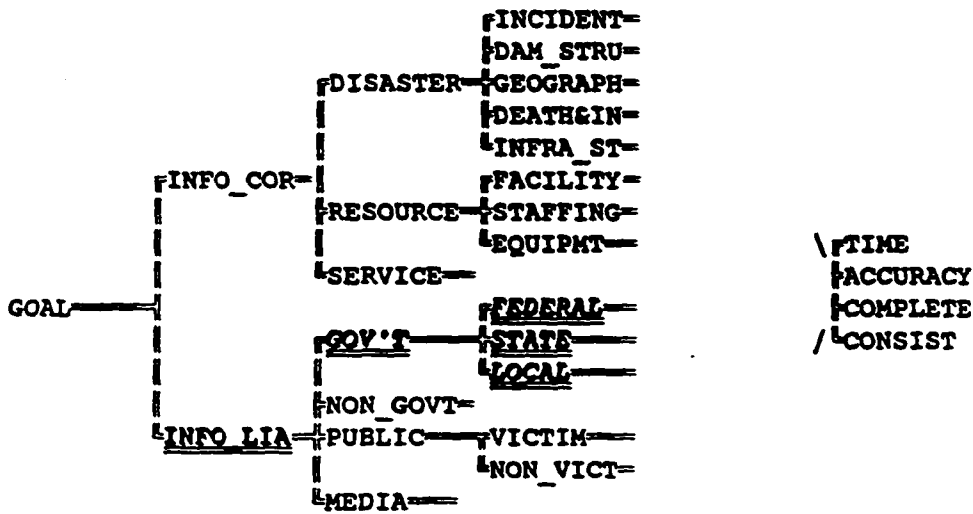 INCIDENT
DAM_STRU
DISASTER GEOGRAPH
DEATH&IN
INFRA_ST
INFO_COR FACILITY
RESOURCE STAFFING
EQUIPMT \ TIME
SERVICE ACCURACY
GOAL FEDERAL COMPLETE
GOV'T STATE / CONSIST
LOCAL
NON_GOVT
INFO_LIA PUBLIC VICTIM
NON_VICT
MEDIA